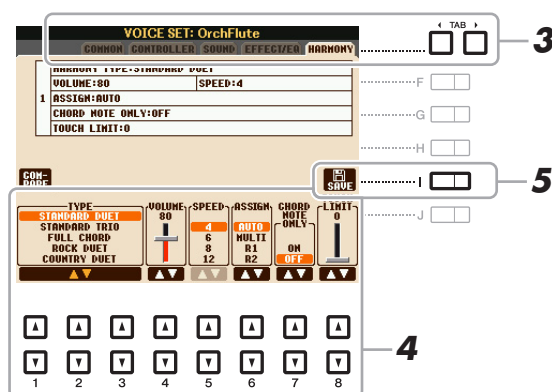 VOICE SET: OrchFlute
COMMON CONTROLLER SOUND EFFECT/EQ HARMONY
TAB
3
HARMONY TYPE:STANDARD DUET
VOLUME:80 SPEED:4
1 ASSIGN:AUTO
CHORD NOTE ONLY:OFF
TOUCH LIMIT:0
F
G
H
COM-
PARE
SAVE
I
5
J
TYPE VOLUME SPEED ASSIGN CHORD NOTE ONLY LIMIT
STANDARD DUET
STANDARD TRIO
FULL CHORD
ROCK DUET
COUNTRY DUET
80
4
6
8
12
AUTO
MULTI
R1
R2
ON
OFF
0
4
1 2 3 4 5 6 7 8